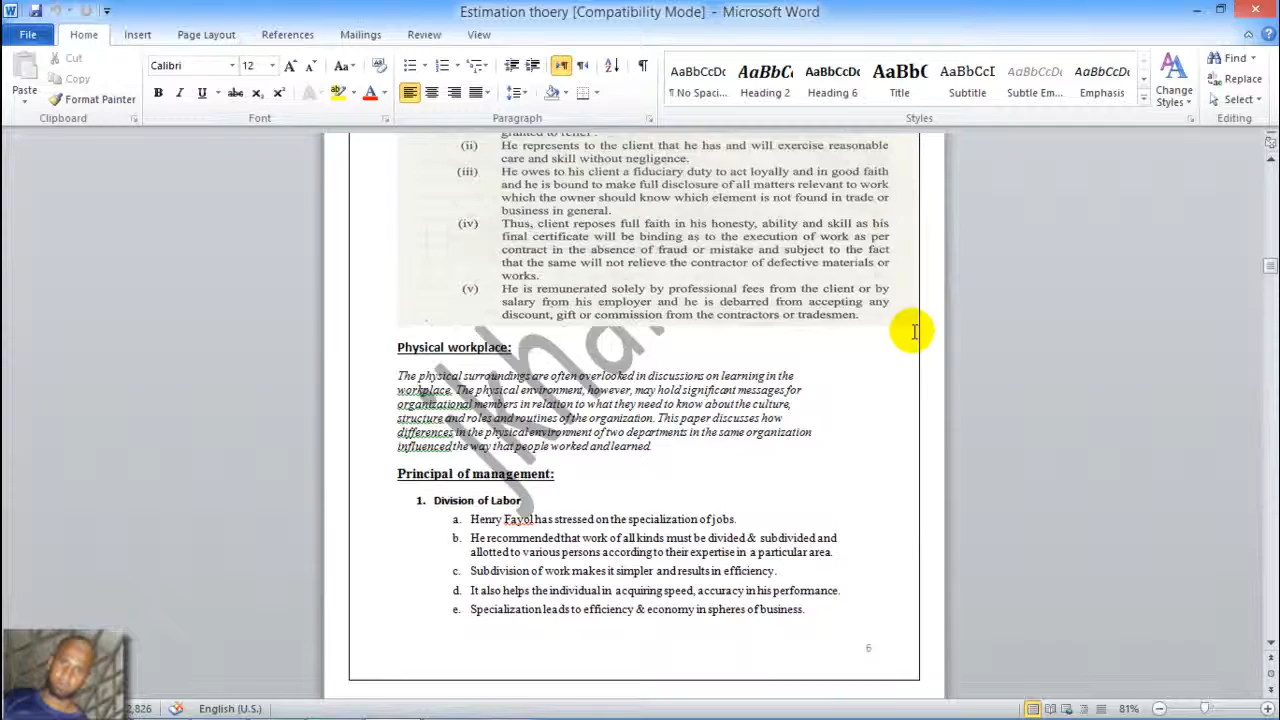 Estimation thoery [Compatibility Mode] - Microsoft Word
File Home Insert Page Layout References Mailings Review View
Cut
Copy
Format Painter
Paste
Calibri 12
AaBbCcDc AaBbC AaBbCcDc AaBbC AaBbCcD AaBbCcDc AaBbCcDc
¶ No Spaci... Heading 2 Heading 6 Title Subtitle Subtle Em... Emphasis
Change Styles
Find
Replace
Select
Clipboard Font Paragraph Styles Editing
granted to relief .
(ii) He represents to the client that he has and will exercise reasonable
care and skill without negligence.
(iii) He owes to his client a fiduciary duty to act loyally and in good faith
and he is bound to make full disclosure of all matters relevant to work
which the owner should know which element is not found in trade or
business in general.
(iv) Thus, client reposes full faith in his honesty, ability and skill as his
final certificate will be binding as to the execution of work as per
contract in the absence of fraud or mistake and subject to the fact
that the same will not relieve the contractor of defective materials or
works.
(v) He is remunerated solely by professional fees from the client or by
salary from his employer and he is debarred from accepting any
discount, gift or commission from the contractors or tradesmen.
Physical workplace:
The physical surroundings are often overlooked in discussions on learning in the
workplace. The physical environment, however, may hold significant messages for
organizational members in relation to what they need to know about the culture,
structure and roles and routines of the organization. This paper discusses how
differences in the physical environment of two departments in the same organization
influenced the way that people worked and learned.
Principal of management:
1. Division of Labor
a. Henry Fayol has stressed on the specialization of jobs.
b. He recommended that work of all kinds must be divided & subdivided and
allotted to various persons according to their expertise in a particular area.
c. Subdivision of work makes it simpler and results in efficiency.
d. It also helps the individual in acquiring speed, accuracy in his performance.
e. Specialization leads to efficiency & economy in spheres of business.
6
2,826 English (U.S.) 81%